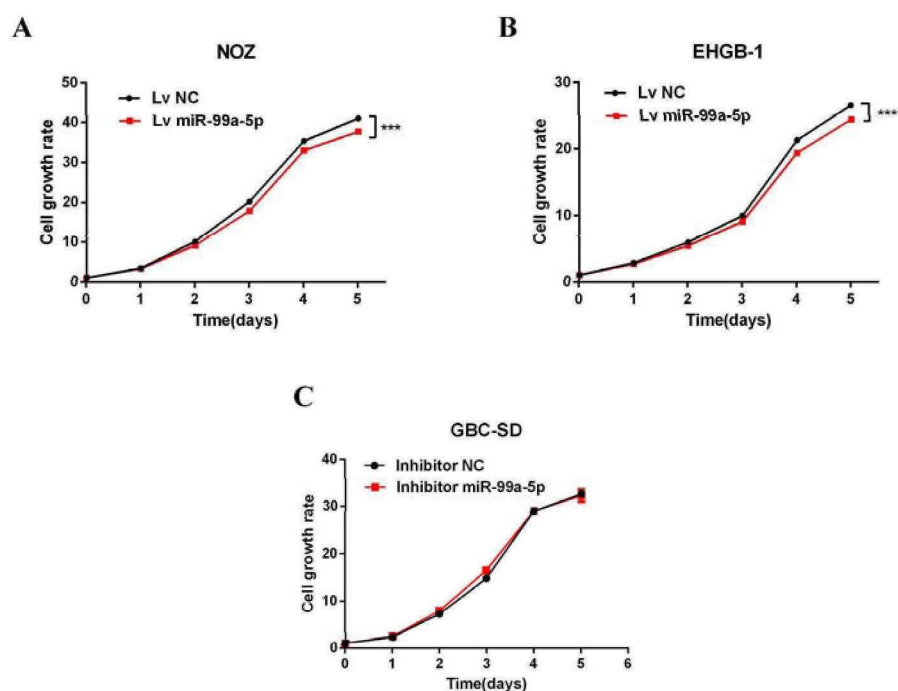 A
NOZ
Lv NC
Lv miR-99a-5p
***
Cell growth rate
50
40
30
20
10
0
0 1 2 3 4 5
Time(days)
B
EHGB-1
Lv NC
Lv miR-99a-5p
***
Cell growth rate
30
20
10
0
0 1 2 3 4 5
Time(days)
C
GBC-SD
Inhibitor NC
Inhibitor miR-99a-5p
Cell growth rate
40
30
20
10
0
0 1 2 3 4 5 6
Time(days)